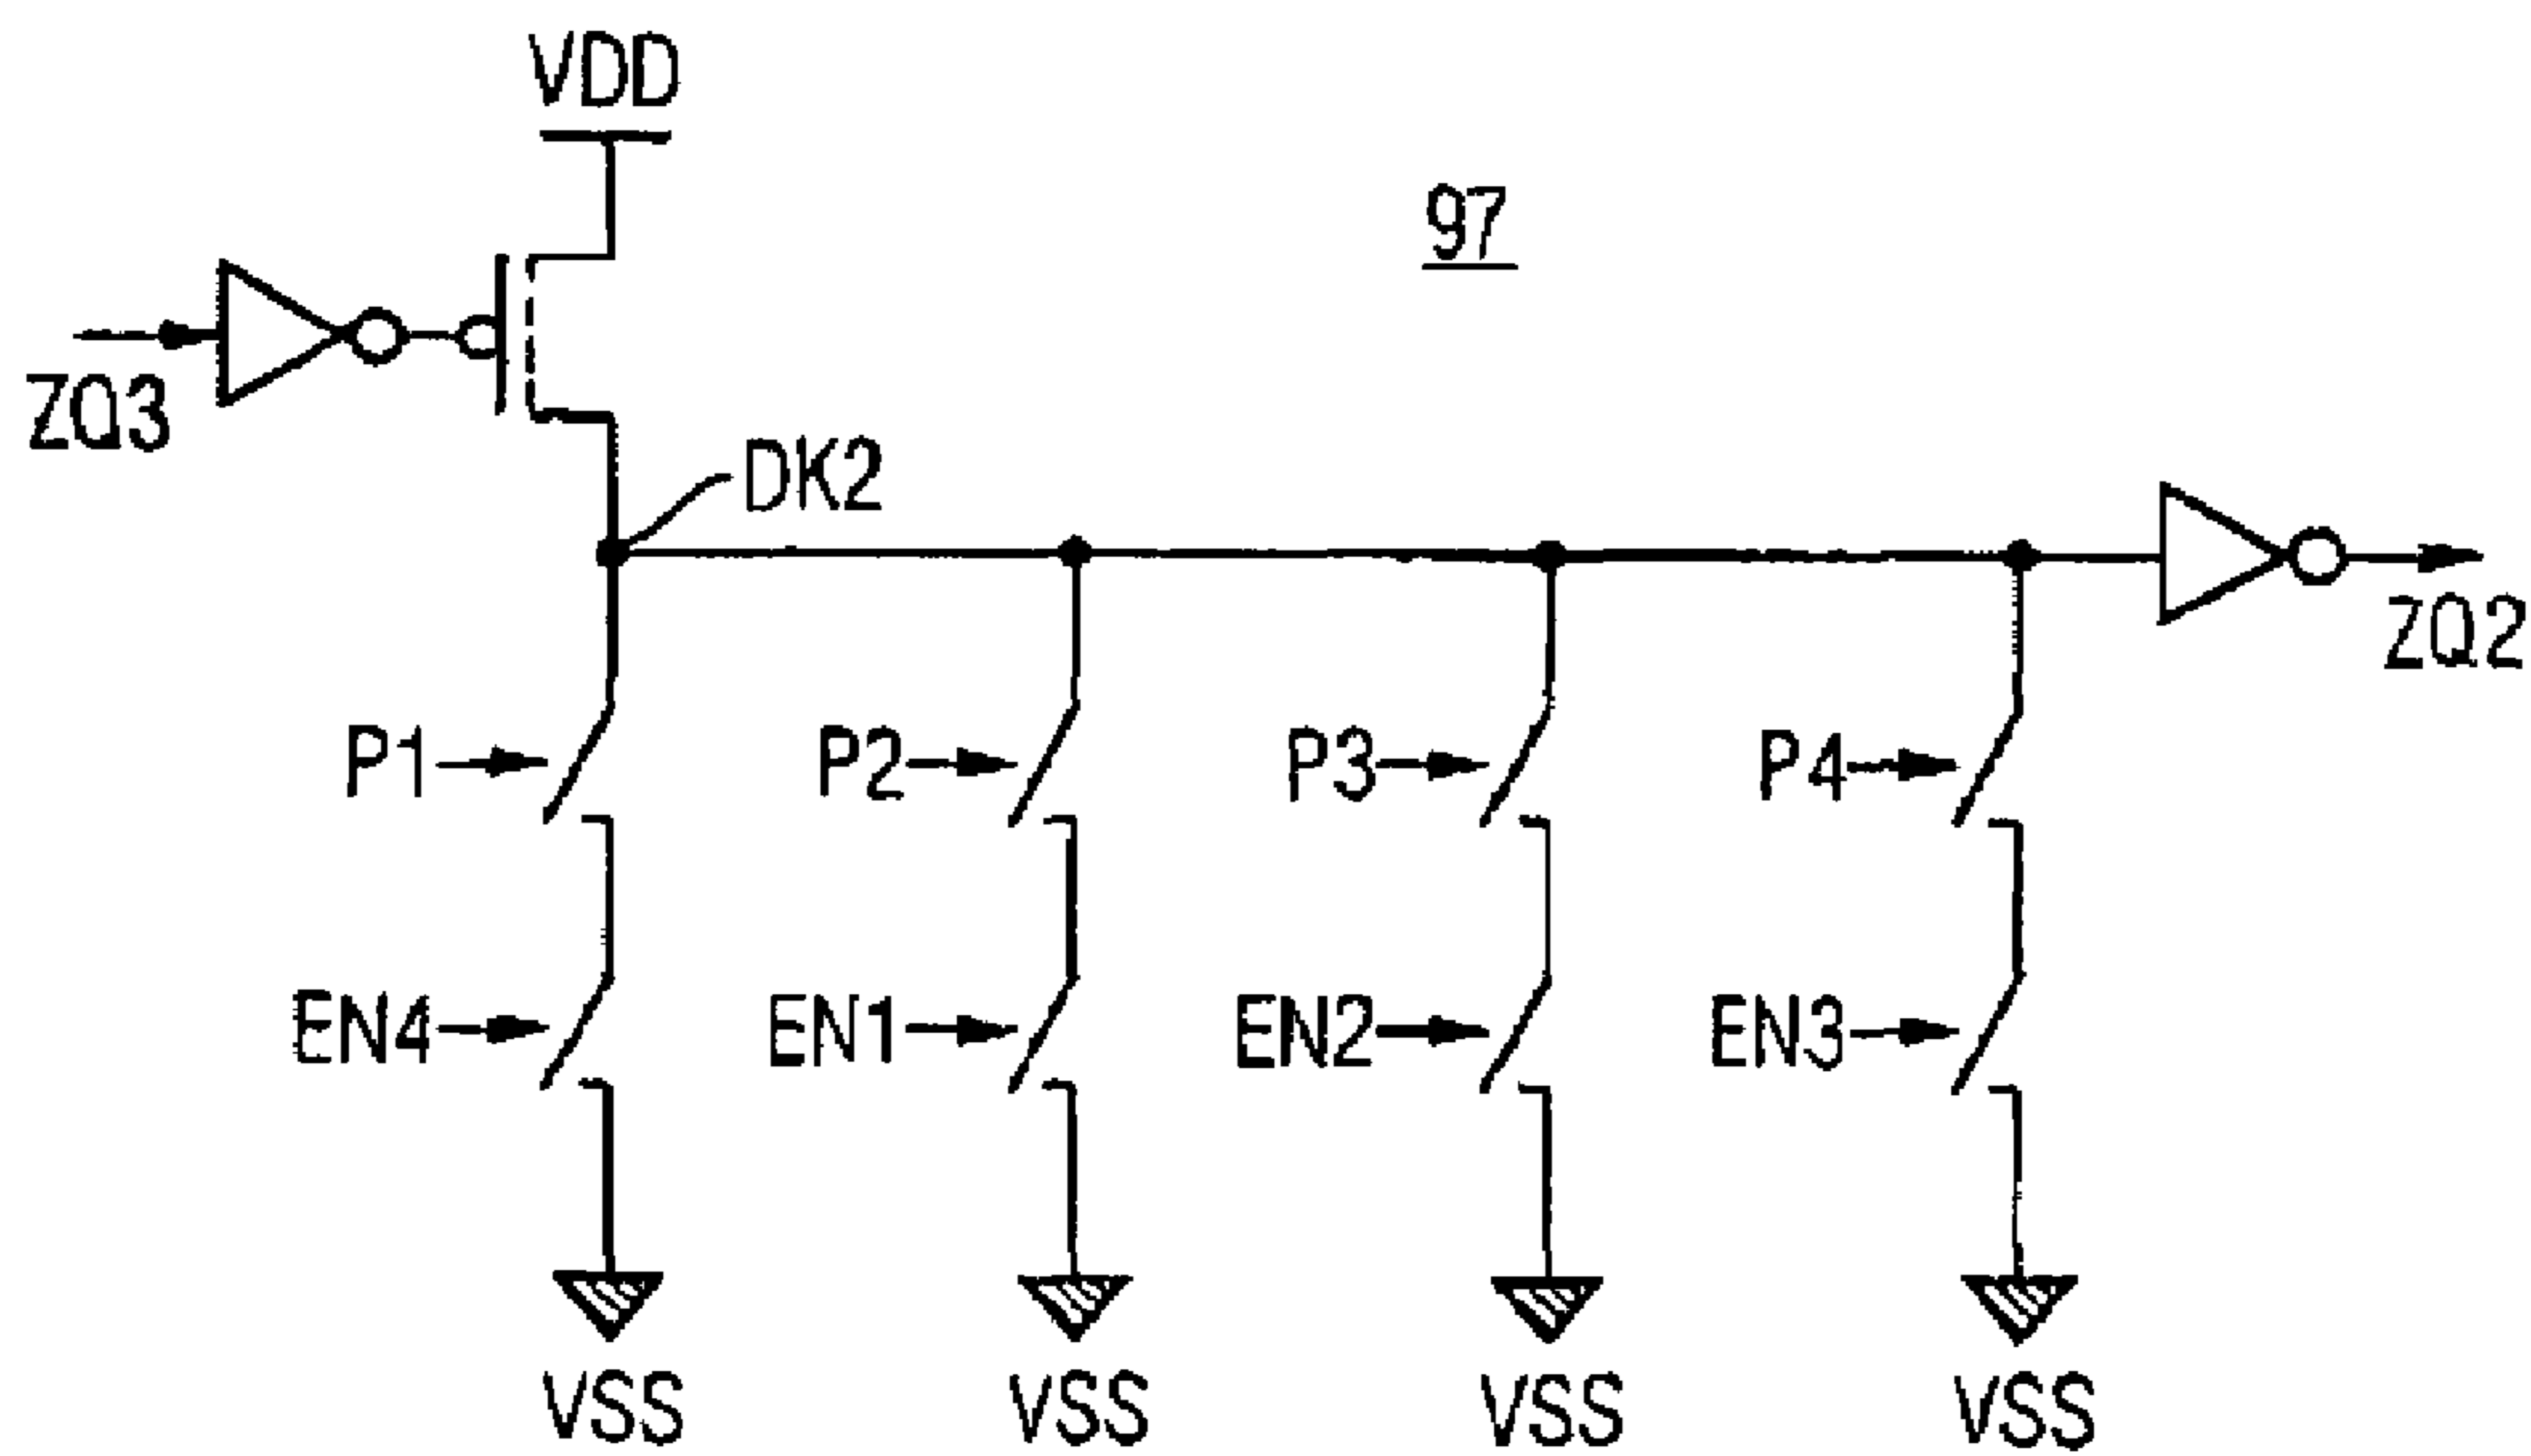 VDD
97
ZQ3
DK2
ZQ2
P1
P2
P3
P4
EN4
EN1
EN2
EN3
VSS
VSS
VSS
VSS